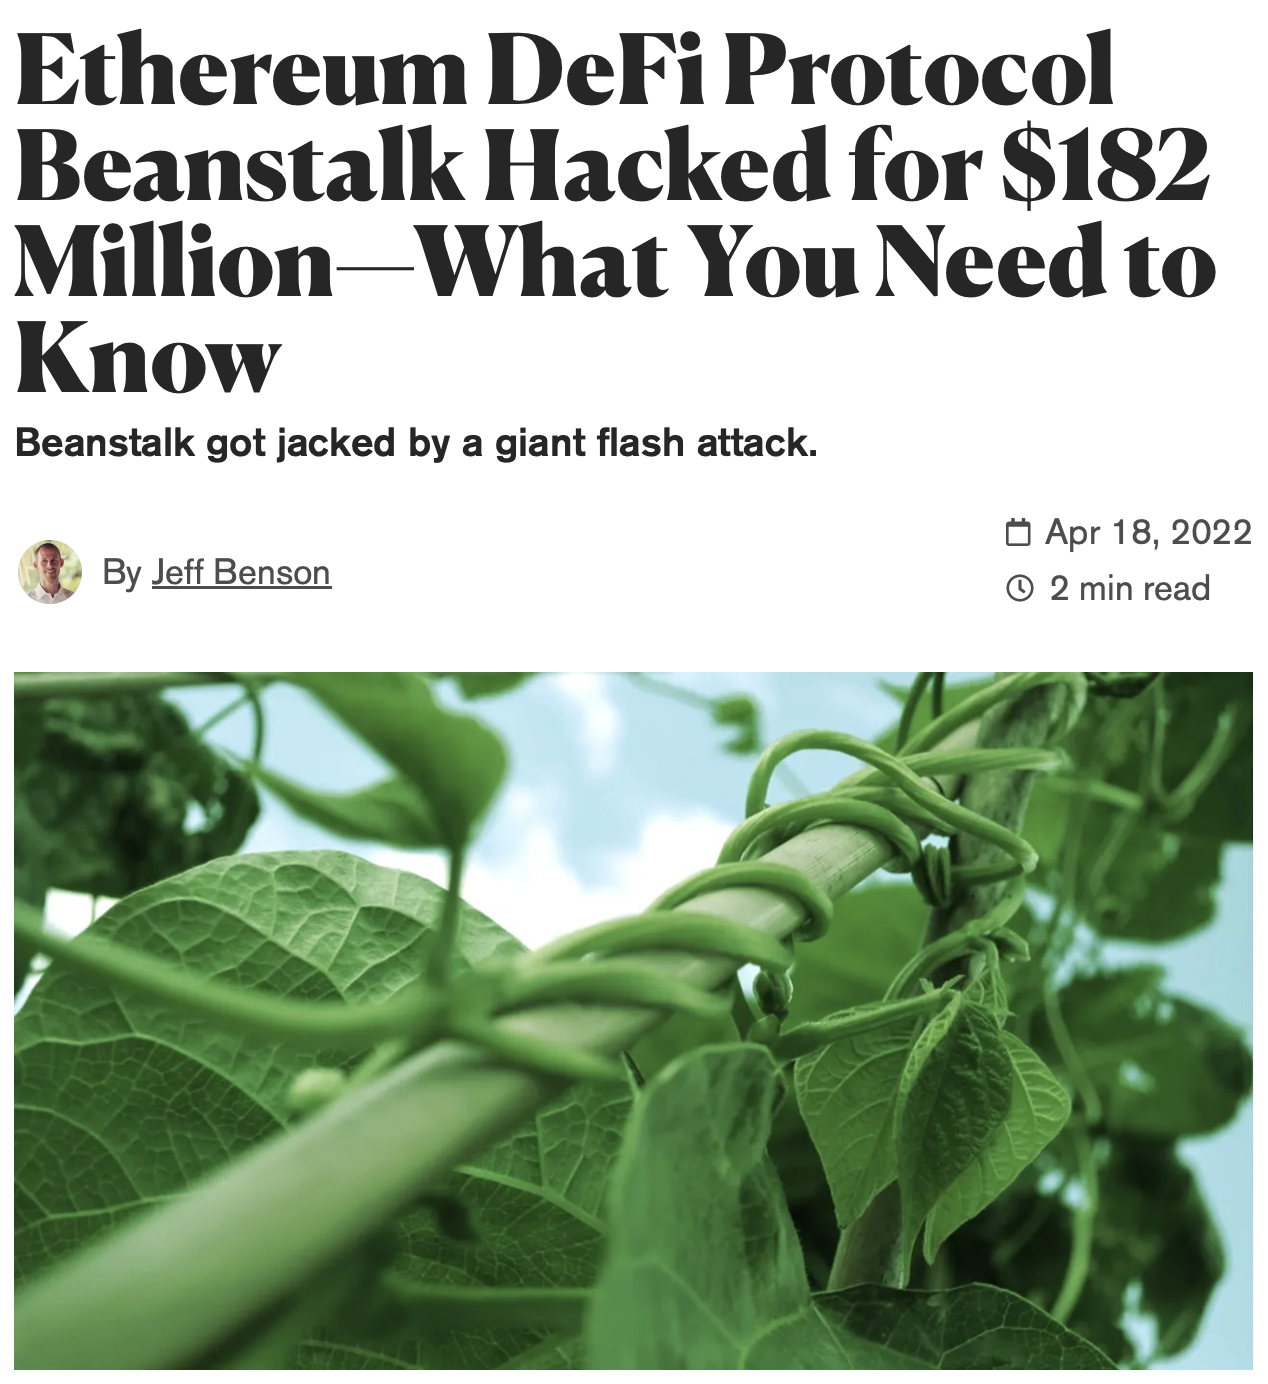 Ethereum DeFi Protocol
Beanstalk Hacked for $182
Million—What You Need to
Know
Beanstalk got jacked by a giant flash attack.
By Jeff Benson
Apr 18, 2022
2 min read